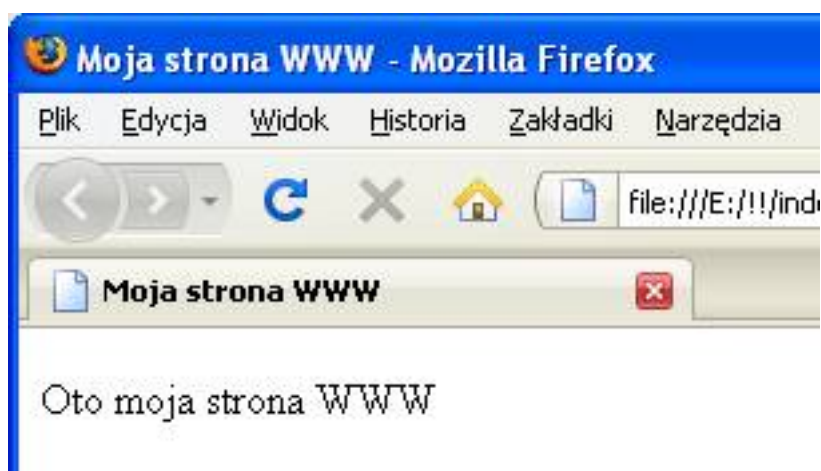 Moja strona WWW - Mozilla Firefox
Plik Edycja Widok Historia Zakładki Narzędzia
file:///E:/!!/ind
Moja strona WWW
Oto moja strona WWW